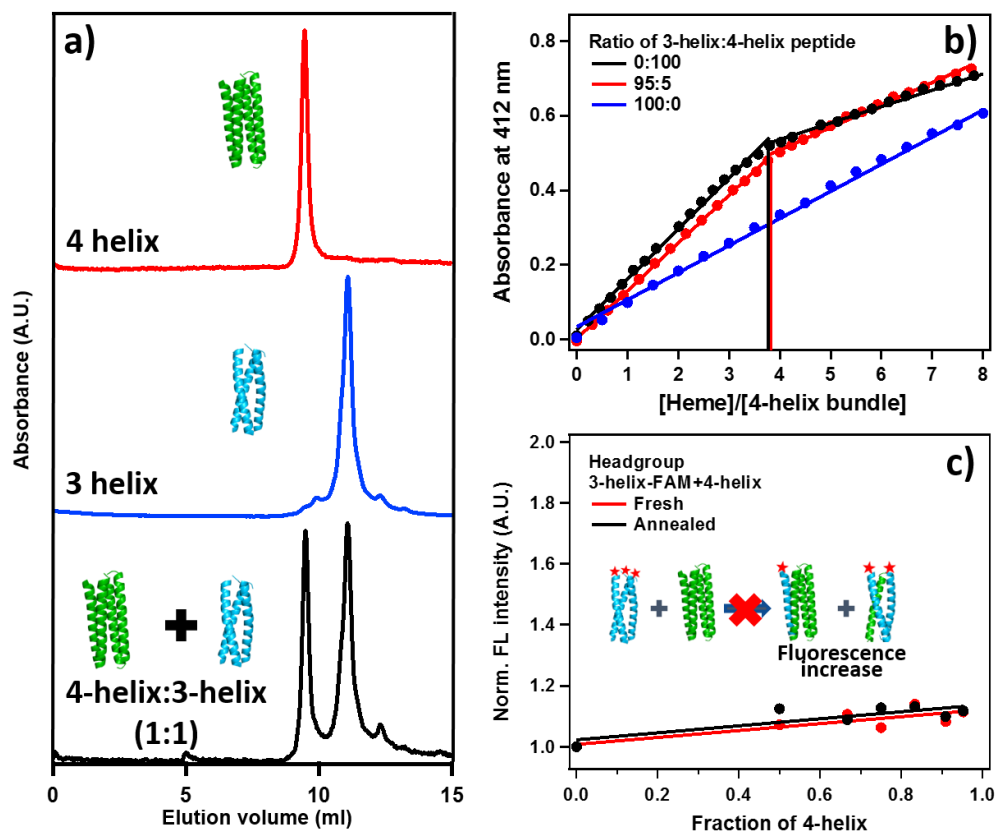 a)
4 helix
3 helix
4-helix:3-helix
(1:1)
Absorbance (A.U.)
0
5
10
15
Elution volume (ml)
b)
Ratio of 3-helix:4-helix peptide
0:100
95:5
100:0
Absorbance at 412 nm
0.8
0.6
0.4
0.2
0.0
0
1
2
3
4
5
6
7
8
[Heme]/[4-helix bundle]
c)
Headgroup
3-helix-FAM+4-helix
Fresh
Annealed
Fluorescence
increase
Norm. FL Intensity (A.U.)
2.0
1.8
1.6
1.4
1.2
1.0
0.0
0.2
0.4
0.6
0.8
1.0
Fraction of 4-helix